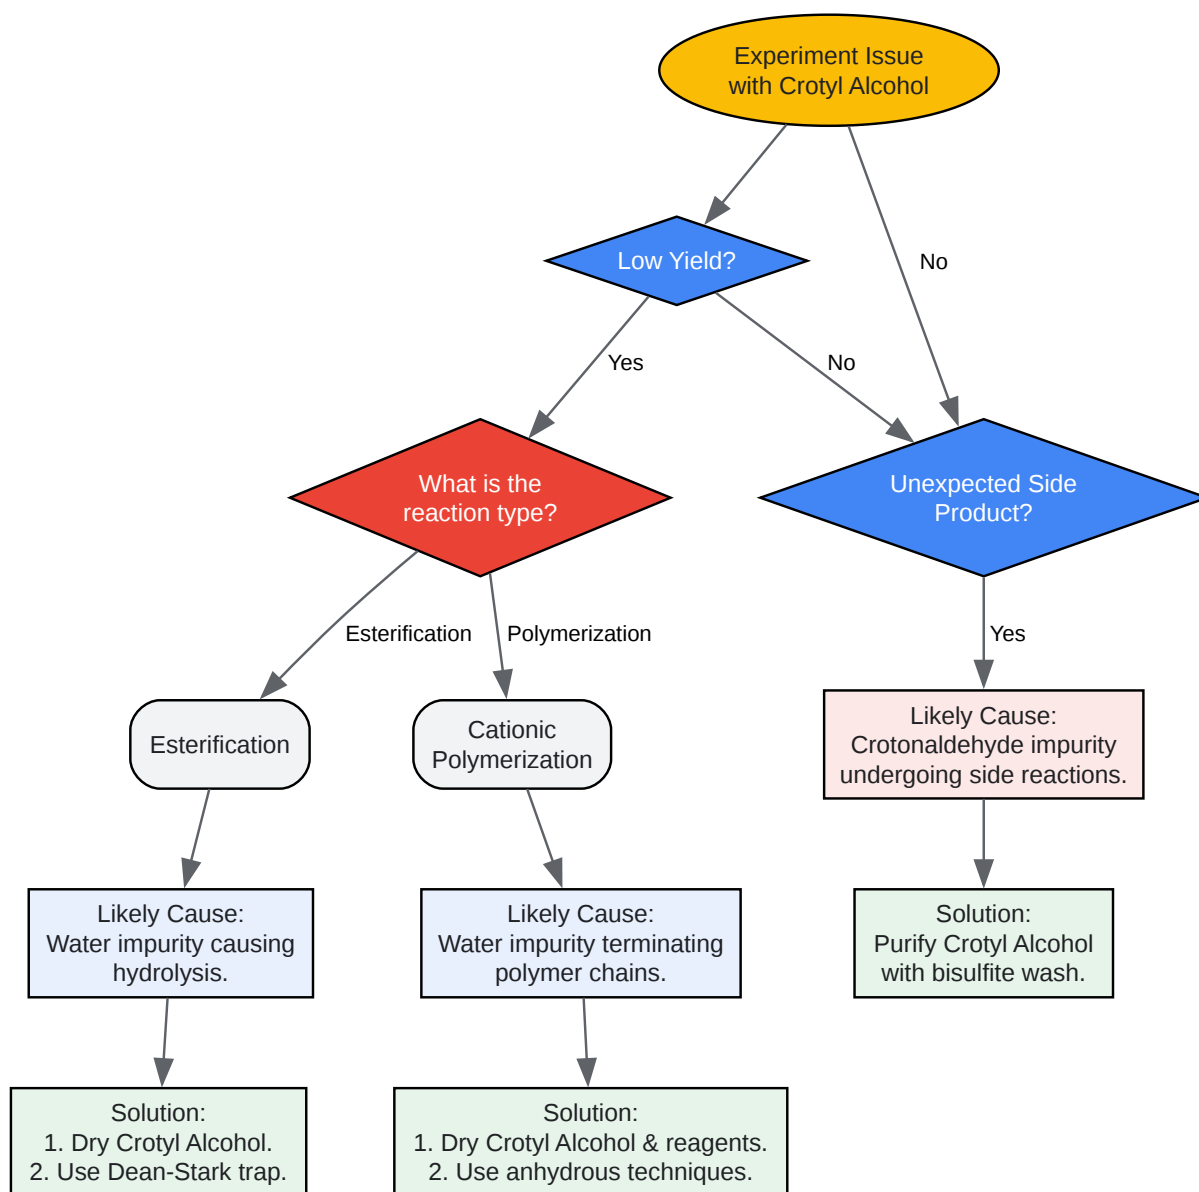 Experiment Issue
with Crotyl Alcohol
Low Yield?
No
Yes
No
What is the
reaction type?
Unexpected Side
Product?
Esterification
Polymerization
Yes
Esterification
Cationic
Polymerization
Likely Cause:
Crotonaldehyde impurity
undergoing side reactions.
Likely Cause:
Water impurity causing
hydrolysis.
Likely Cause:
Water impurity terminating
polymer chains.
Solution:
Purify Crotyl Alcohol
with bisulfite wash.
Solution:
1. Dry Crotyl Alcohol.
2. Use Dean-Stark trap.
Solution:
1. Dry Crotyl Alcohol & reagents.
2. Use anhydrous techniques.